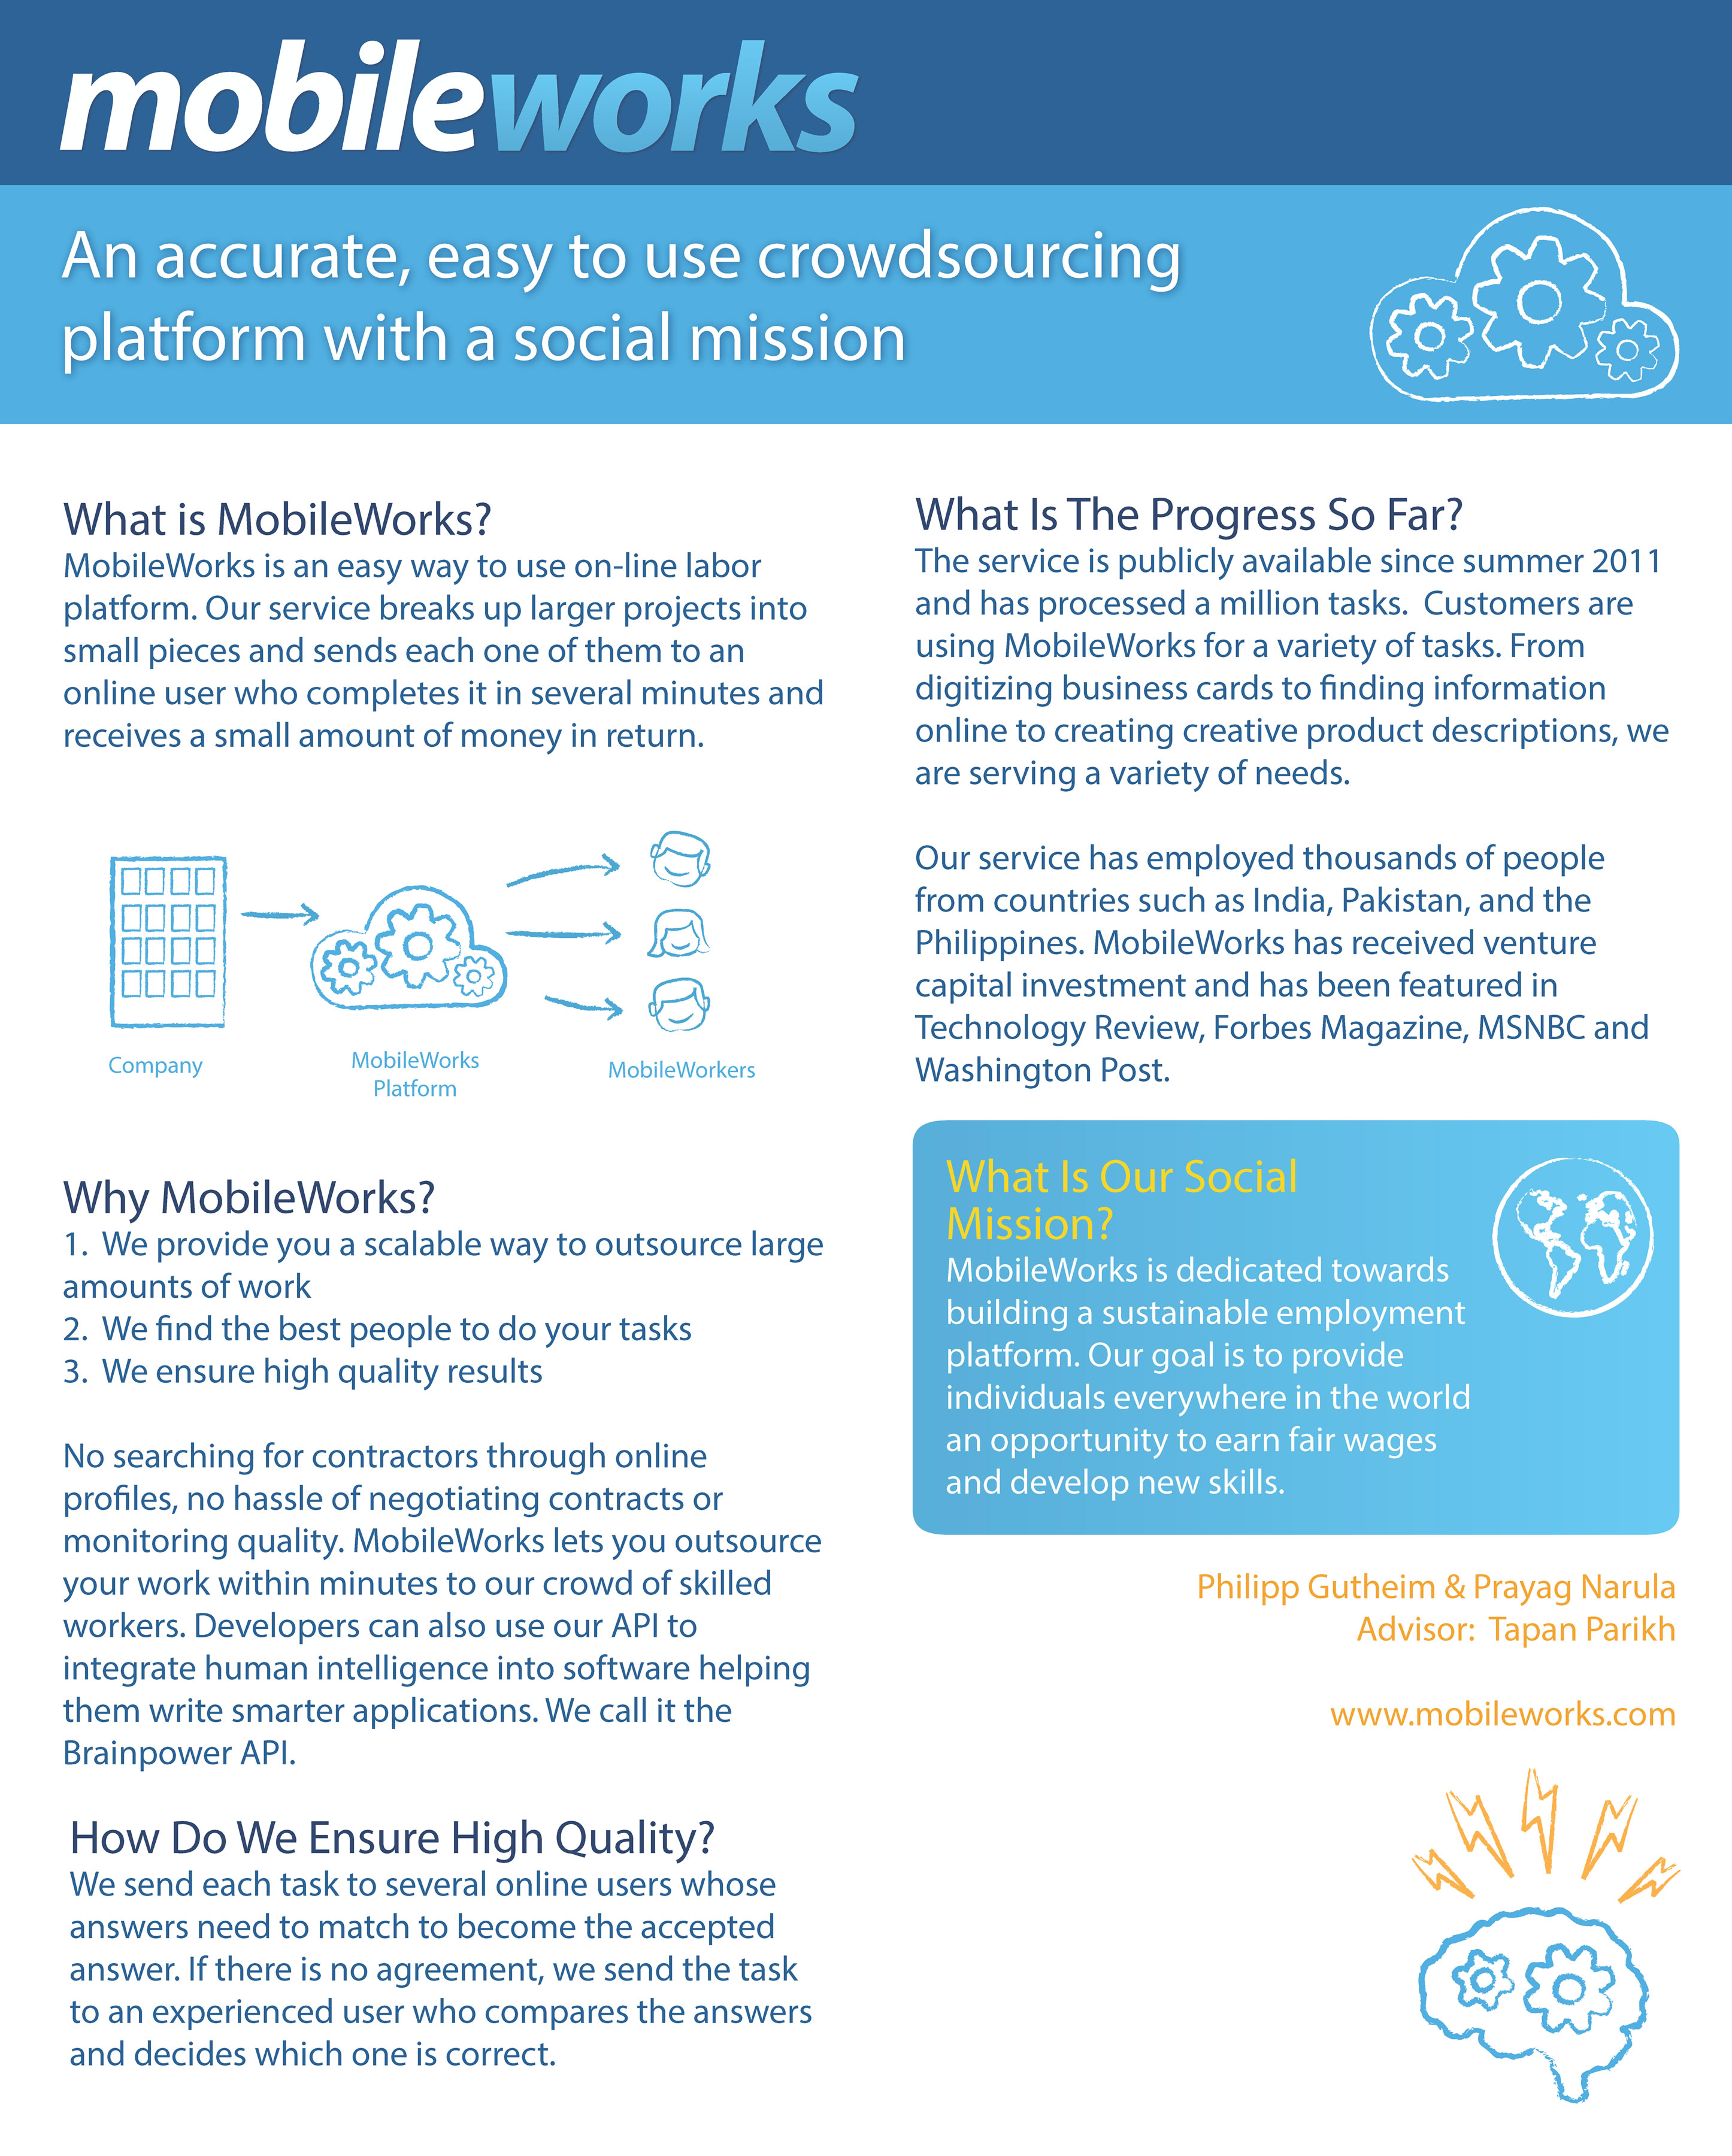 mobileworks
An accurate, easy to use crowdsourcing
platform with a social mission
What is MobileWorks?
MobileWorks is an easy way to use on-line labor
platform. Our service breaks up larger projects into
small pieces and sends each one of them to an
online user who completes it in several minutes and
receives a small amount of money in return.
Company
MobileWorks
Platform
MobileWorkers
Why MobileWorks?
1. We provide you a scalable way to outsource large
amounts of work
2. We find the best people to do your tasks
3. We ensure high quality results
No searching for contractors through online
profiles, no hassle of negotiating contracts or
monitoring quality. MobileWorks lets you outsource
your work within minutes to our crowd of skilled
workers. Developers can also use our API to
integrate human intelligence into software helping
them write smarter applications. We call it the
Brainpower API.
How Do We Ensure High Quality?
We send each task to several online users whose
answers need to match to become the accepted
answer. If there is no agreement, we send the task
to an experienced user who compares the answers
and decides which one is correct.
What Is The Progress So Far?
The service is publicly available since summer 2011
and has processed a million tasks.  Customers are
using MobileWorks for a variety of tasks. From
digitizing business cards to finding information
online to creating creative product descriptions, we
are serving a variety of needs.
Our service has employed thousands of people
from countries such as India, Pakistan, and the
Philippines. MobileWorks has received venture
capital investment and has been featured in
Technology Review, Forbes Magazine, MSNBC and
Washington Post.
What Is Our Social
Mission?
MobileWorks is dedicated towards
building a sustainable employment
platform. Our goal is to provide
individuals everywhere in the world
an opportunity to earn fair wages
and develop new skills.
Philipp Gutheim & Prayag Narula
Advisor:  Tapan Parikh
www.mobileworks.com